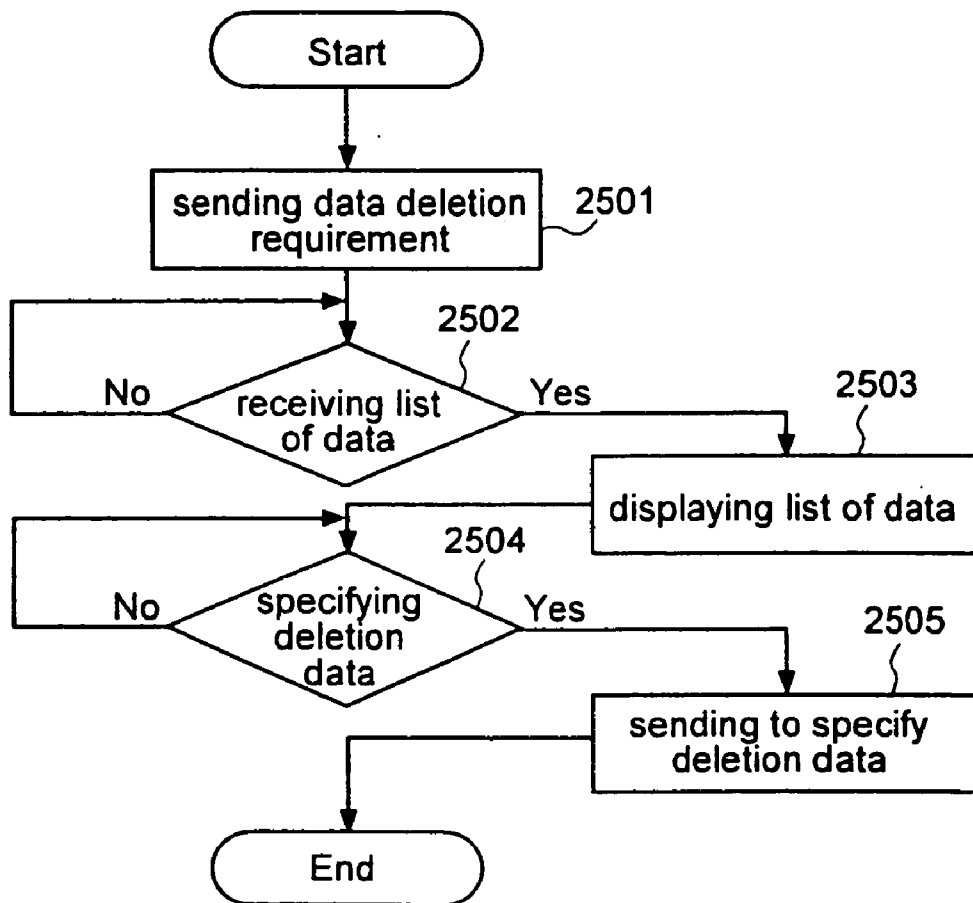 Start
sending data deletion
requirement
2501
2502
No
receiving list
of data
Yes
2503
displaying list of data
2504
No
specifying
deletion
data
Yes
2505
sending to specify
deletion data
End